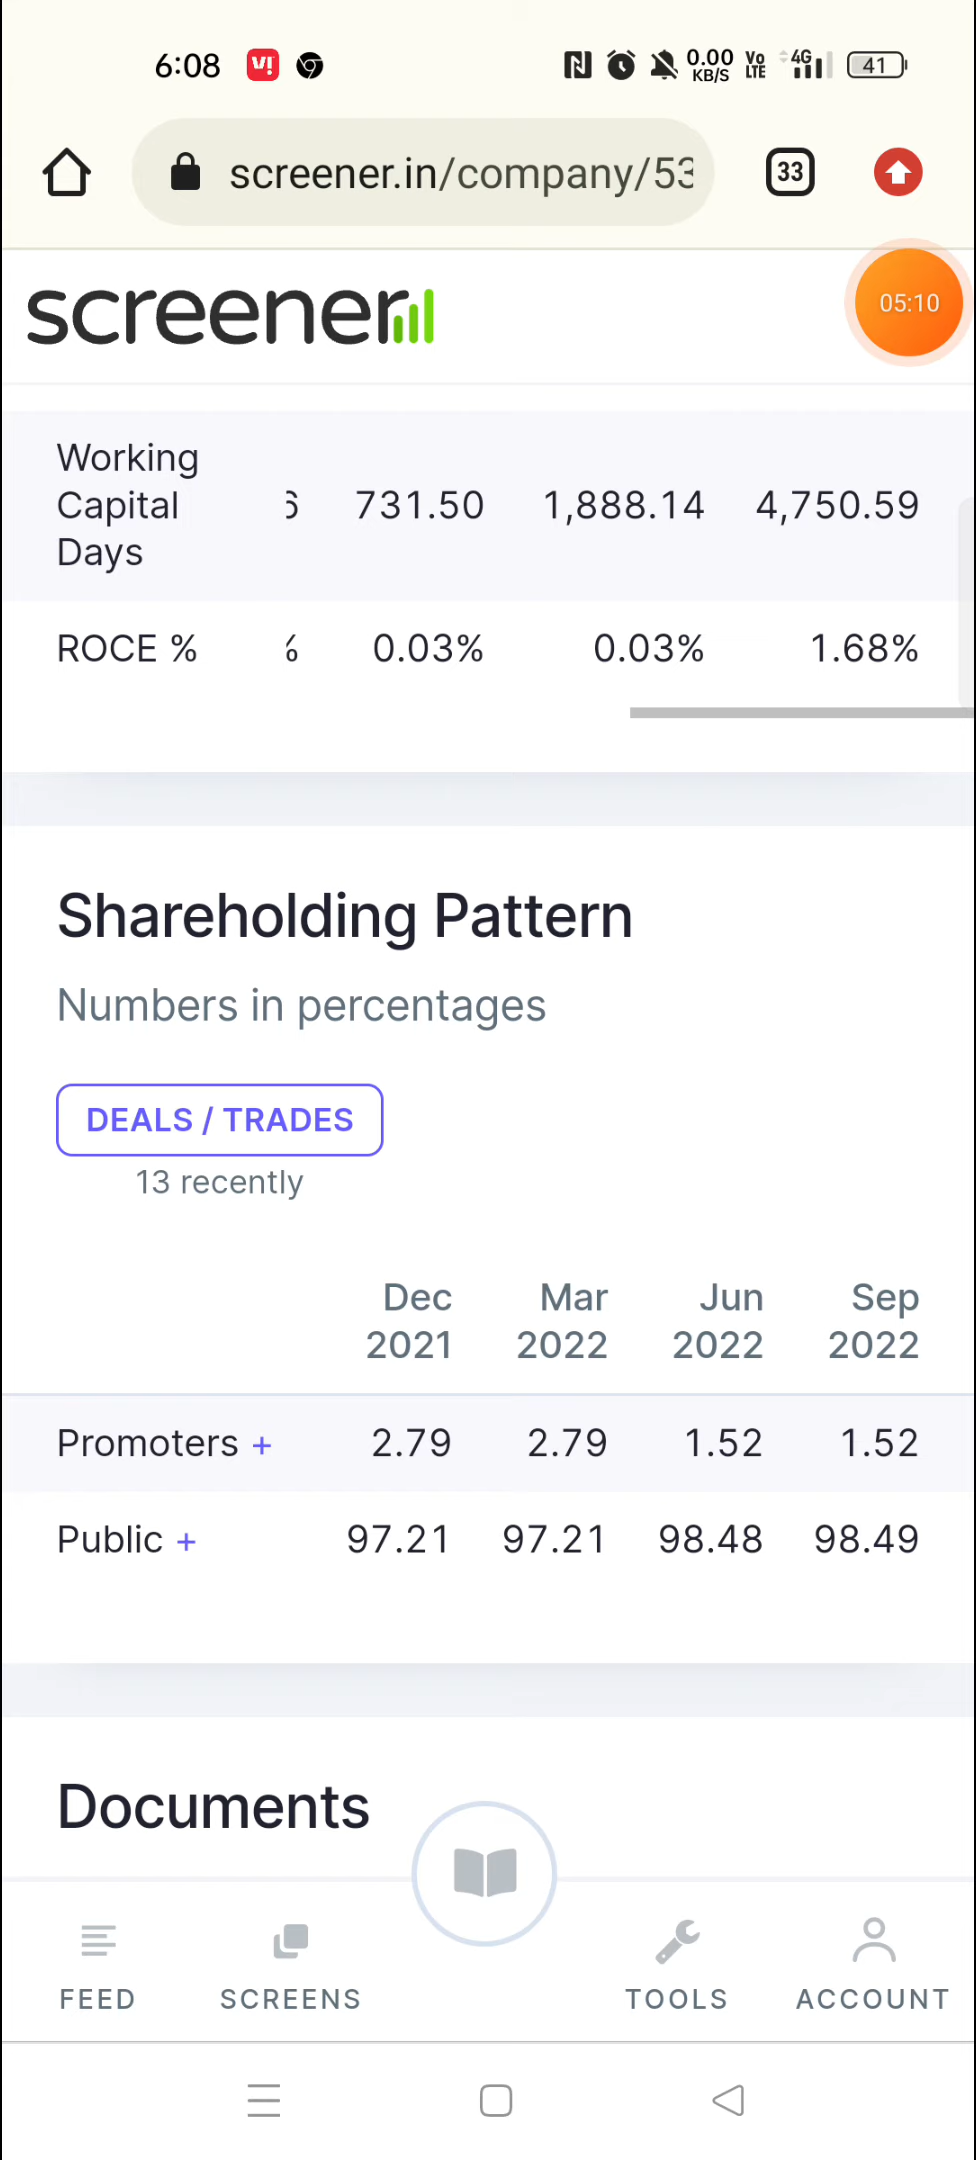 6:08 V! 0.00 KB/S Vo LTE 4G 41
screener.in/company/53 33
screener 05:10
Working Capital Days 731.50 1,888.14 4,750.59
ROCE % % 0.03% 0.03% 1.68%
Shareholding Pattern
Numbers in percentages
DEALS / TRADES
13 recently
Dec 2021 Mar 2022 Jun 2022 Sep 2022
Promoters + 2.79 2.79 1.52 1.52
Public + 97.21 97.21 98.48 98.49
Documents
FEED SCREENS TOOLS ACCOUNT